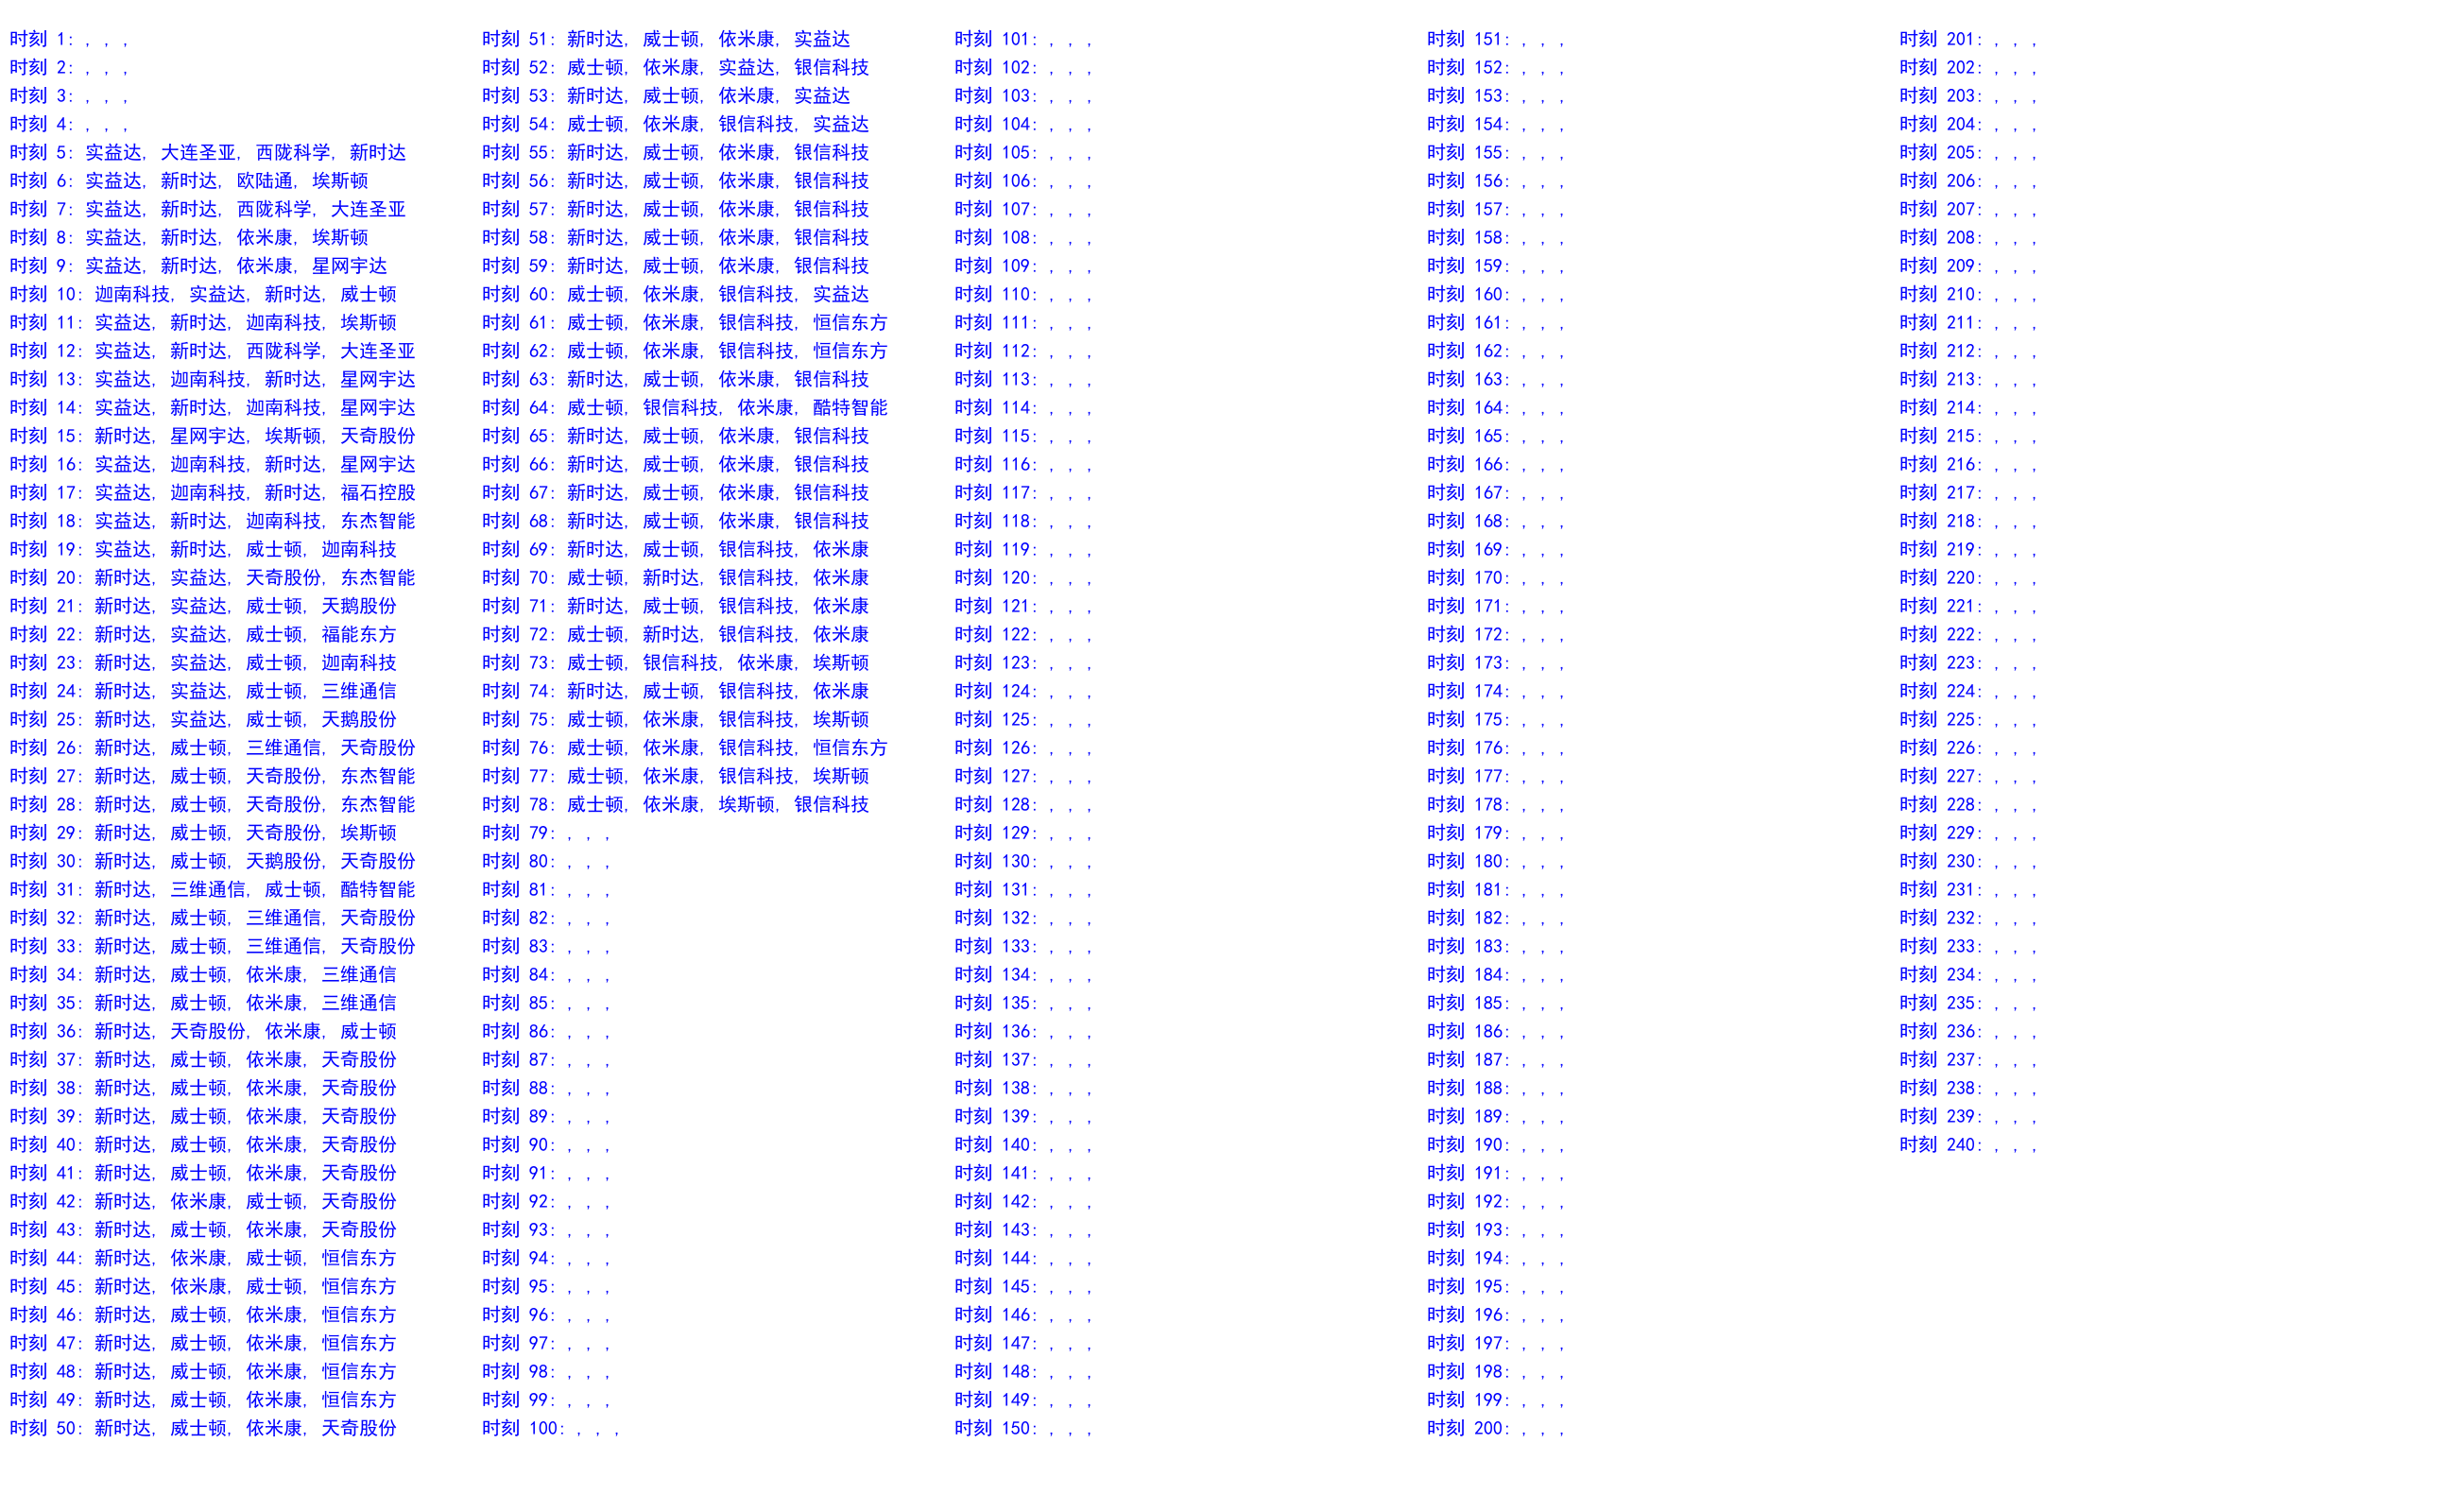 时刻 1: , , ,
时刻 2: , , ,
时刻 3: , , ,
时刻 4: , , ,
时刻 5: 实益达, 大连圣亚, 西陇科学, 新时达
时刻 6: 实益达, 新时达, 欧陆通, 埃斯顿
时刻 7: 实益达, 新时达, 西陇科学, 大连圣亚
时刻 8: 实益达, 新时达, 依米康, 埃斯顿
时刻 9: 实益达, 新时达, 依米康, 星网宇达
时刻 10: 迦南科技, 实益达, 新时达, 威士顿
时刻 11: 实益达, 新时达, 迦南科技, 埃斯顿
时刻 12: 实益达, 新时达, 西陇科学, 大连圣亚
时刻 13: 实益达, 迦南科技, 新时达, 星网宇达
时刻 14: 实益达, 新时达, 迦南科技, 星网宇达
时刻 15: 新时达, 星网宇达, 埃斯顿, 天奇股份
时刻 16: 实益达, 迦南科技, 新时达, 星网宇达
时刻 17: 实益达, 迦南科技, 新时达, 福石控股
时刻 18: 实益达, 新时达, 迦南科技, 东杰智能
时刻 19: 实益达, 新时达, 威士顿, 迦南科技
时刻 20: 新时达, 实益达, 天奇股份, 东杰智能
时刻 21: 新时达, 实益达, 威士顿, 天鹅股份
时刻 22: 新时达, 实益达, 威士顿, 福能东方
时刻 23: 新时达, 实益达, 威士顿, 迦南科技
时刻 24: 新时达, 实益达, 威士顿, 三维通信
时刻 25: 新时达, 实益达, 威士顿, 天鹅股份
时刻 26: 新时达, 威士顿, 三维通信, 天奇股份
时刻 27: 新时达, 威士顿, 天奇股份, 东杰智能
时刻 28: 新时达, 威士顿, 天奇股份, 东杰智能
时刻 29: 新时达, 威士顿, 天奇股份, 埃斯顿
时刻 30: 新时达, 威士顿, 天鹅股份, 天奇股份
时刻 31: 新时达, 三维通信, 威士顿, 酷特智能
时刻 32: 新时达, 威士顿, 三维通信, 天奇股份
时刻 33: 新时达, 威士顿, 三维通信, 天奇股份
时刻 34: 新时达, 威士顿, 依米康, 三维通信
时刻 35: 新时达, 威士顿, 依米康, 三维通信
时刻 36: 新时达, 天奇股份, 依米康, 威士顿
时刻 37: 新时达, 威士顿, 依米康, 天奇股份
时刻 38: 新时达, 威士顿, 依米康, 天奇股份
时刻 39: 新时达, 威士顿, 依米康, 天奇股份
时刻 40: 新时达, 威士顿, 依米康, 天奇股份
时刻 41: 新时达, 威士顿, 依米康, 天奇股份
时刻 42: 新时达, 依米康, 威士顿, 天奇股份
时刻 43: 新时达, 威士顿, 依米康, 天奇股份
时刻 44: 新时达, 依米康, 威士顿, 恒信东方
时刻 45: 新时达, 依米康, 威士顿, 恒信东方
时刻 46: 新时达, 威士顿, 依米康, 恒信东方
时刻 47: 新时达, 威士顿, 依米康, 恒信东方
时刻 48: 新时达, 威士顿, 依米康, 恒信东方
时刻 49: 新时达, 威士顿, 依米康, 恒信东方
时刻 50: 新时达, 威士顿, 依米康, 天奇股份
时刻 51: 新时达, 威士顿, 依米康, 实益达
时刻 52: 威士顿, 依米康, 实益达, 银信科技
时刻 53: 新时达, 威士顿, 依米康, 实益达
时刻 54: 威士顿, 依米康, 银信科技, 实益达
时刻 55: 新时达, 威士顿, 依米康, 银信科技
时刻 56: 新时达, 威士顿, 依米康, 银信科技
时刻 57: 新时达, 威士顿, 依米康, 银信科技
时刻 58: 新时达, 威士顿, 依米康, 银信科技
时刻 59: 新时达, 威士顿, 依米康, 银信科技
时刻 60: 威士顿, 依米康, 银信科技, 实益达
时刻 61: 威士顿, 依米康, 银信科技, 恒信东方
时刻 62: 威士顿, 依米康, 银信科技, 恒信东方
时刻 63: 新时达, 威士顿, 依米康, 银信科技
时刻 64: 威士顿, 银信科技, 依米康, 酷特智能
时刻 65: 新时达, 威士顿, 依米康, 银信科技
时刻 66: 新时达, 威士顿, 依米康, 银信科技
时刻 67: 新时达, 威士顿, 依米康, 银信科技
时刻 68: 新时达, 威士顿, 依米康, 银信科技
时刻 69: 新时达, 威士顿, 银信科技, 依米康
时刻 70: 威士顿, 新时达, 银信科技, 依米康
时刻 71: 新时达, 威士顿, 银信科技, 依米康
时刻 72: 威士顿, 新时达, 银信科技, 依米康
时刻 73: 威士顿, 银信科技, 依米康, 埃斯顿
时刻 74: 新时达, 威士顿, 银信科技, 依米康
时刻 75: 威士顿, 依米康, 银信科技, 埃斯顿
时刻 76: 威士顿, 依米康, 银信科技, 恒信东方
时刻 77: 威士顿, 依米康, 银信科技, 埃斯顿
时刻 78: 威士顿, 依米康, 埃斯顿, 银信科技
时刻 79: , , ,
时刻 80: , , ,
时刻 81: , , ,
时刻 82: , , ,
时刻 83: , , ,
时刻 84: , , ,
时刻 85: , , ,
时刻 86: , , ,
时刻 87: , , ,
时刻 88: , , ,
时刻 89: , , ,
时刻 90: , , ,
时刻 91: , , ,
时刻 92: , , ,
时刻 93: , , ,
时刻 94: , , ,
时刻 95: , , ,
时刻 96: , , ,
时刻 97: , , ,
时刻 98: , , ,
时刻 99: , , ,
时刻 100: , , ,
时刻 101: , , ,
时刻 102: , , ,
时刻 103: , , ,
时刻 104: , , ,
时刻 105: , , ,
时刻 106: , , ,
时刻 107: , , ,
时刻 108: , , ,
时刻 109: , , ,
时刻 110: , , ,
时刻 111: , , ,
时刻 112: , , ,
时刻 113: , , ,
时刻 114: , , ,
时刻 115: , , ,
时刻 116: , , ,
时刻 117: , , ,
时刻 118: , , ,
时刻 119: , , ,
时刻 120: , , ,
时刻 121: , , ,
时刻 122: , , ,
时刻 123: , , ,
时刻 124: , , ,
时刻 125: , , ,
时刻 126: , , ,
时刻 127: , , ,
时刻 128: , , ,
时刻 129: , , ,
时刻 130: , , ,
时刻 131: , , ,
时刻 132: , , ,
时刻 133: , , ,
时刻 134: , , ,
时刻 135: , , ,
时刻 136: , , ,
时刻 137: , , ,
时刻 138: , , ,
时刻 139: , , ,
时刻 140: , , ,
时刻 141: , , ,
时刻 142: , , ,
时刻 143: , , ,
时刻 144: , , ,
时刻 145: , , ,
时刻 146: , , ,
时刻 147: , , ,
时刻 148: , , ,
时刻 149: , , ,
时刻 150: , , ,
时刻 151: , , ,
时刻 152: , , ,
时刻 153: , , ,
时刻 154: , , ,
时刻 155: , , ,
时刻 156: , , ,
时刻 157: , , ,
时刻 158: , , ,
时刻 159: , , ,
时刻 160: , , ,
时刻 161: , , ,
时刻 162: , , ,
时刻 163: , , ,
时刻 164: , , ,
时刻 165: , , ,
时刻 166: , , ,
时刻 167: , , ,
时刻 168: , , ,
时刻 169: , , ,
时刻 170: , , ,
时刻 171: , , ,
时刻 172: , , ,
时刻 173: , , ,
时刻 174: , , ,
时刻 175: , , ,
时刻 176: , , ,
时刻 177: , , ,
时刻 178: , , ,
时刻 179: , , ,
时刻 180: , , ,
时刻 181: , , ,
时刻 182: , , ,
时刻 183: , , ,
时刻 184: , , ,
时刻 185: , , ,
时刻 186: , , ,
时刻 187: , , ,
时刻 188: , , ,
时刻 189: , , ,
时刻 190: , , ,
时刻 191: , , ,
时刻 192: , , ,
时刻 193: , , ,
时刻 194: , , ,
时刻 195: , , ,
时刻 196: , , ,
时刻 197: , , ,
时刻 198: , , ,
时刻 199: , , ,
时刻 200: , , ,
时刻 201: , , ,
时刻 202: , , ,
时刻 203: , , ,
时刻 204: , , ,
时刻 205: , , ,
时刻 206: , , ,
时刻 207: , , ,
时刻 208: , , ,
时刻 209: , , ,
时刻 210: , , ,
时刻 211: , , ,
时刻 212: , , ,
时刻 213: , , ,
时刻 214: , , ,
时刻 215: , , ,
时刻 216: , , ,
时刻 217: , , ,
时刻 218: , , ,
时刻 219: , , ,
时刻 220: , , ,
时刻 221: , , ,
时刻 222: , , ,
时刻 223: , , ,
时刻 224: , , ,
时刻 225: , , ,
时刻 226: , , ,
时刻 227: , , ,
时刻 228: , , ,
时刻 229: , , ,
时刻 230: , , ,
时刻 231: , , ,
时刻 232: , , ,
时刻 233: , , ,
时刻 234: , , ,
时刻 235: , , ,
时刻 236: , , ,
时刻 237: , , ,
时刻 238: , , ,
时刻 239: , , ,
时刻 240: , , ,